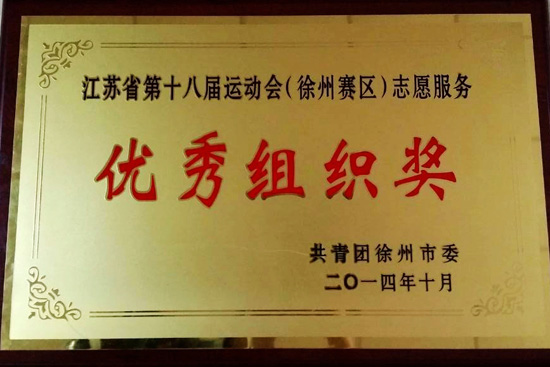 江苏省第十八届运动会(徐州赛区)志愿服务
优秀组织奖
共青团徐州市委
二〇一四年十月